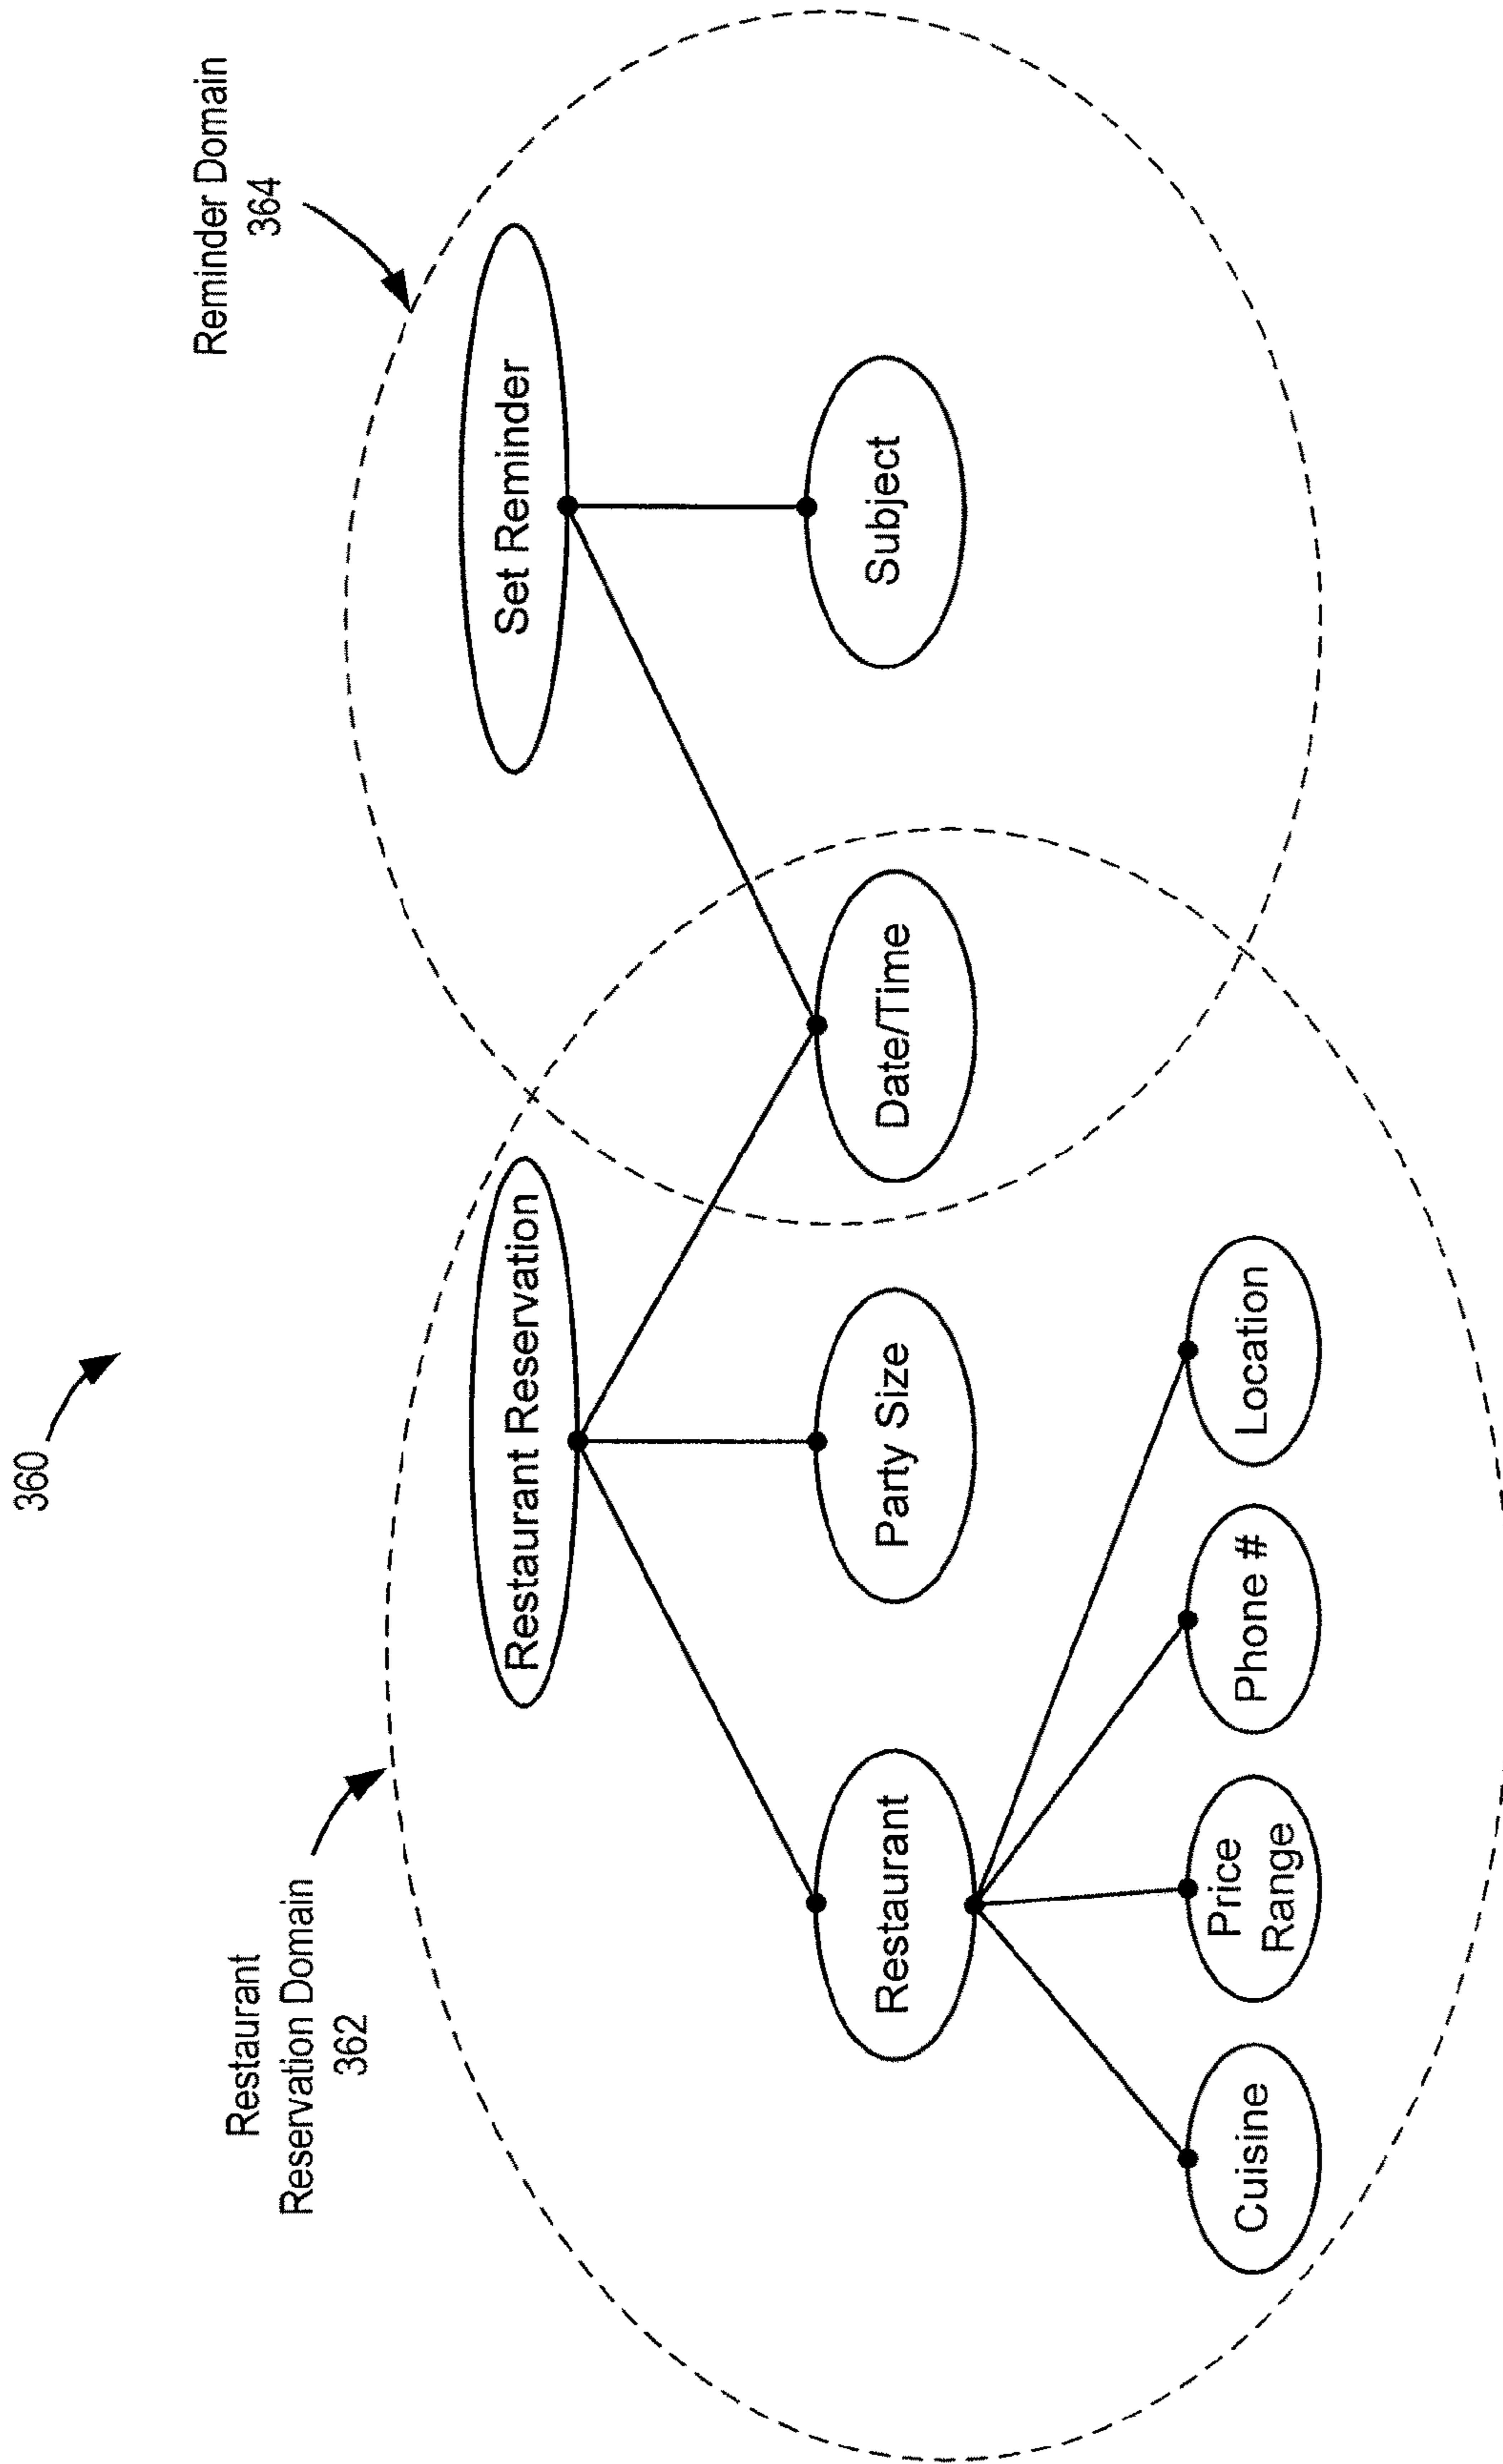 360
Restaurant
Reservation Domain
362
Reminder Domain
364
Restaurant Reservation
Set Reminder
Restaurant
Party Size
Date/Time
Subject
Cuisine
Price
Range
Phone #
Location